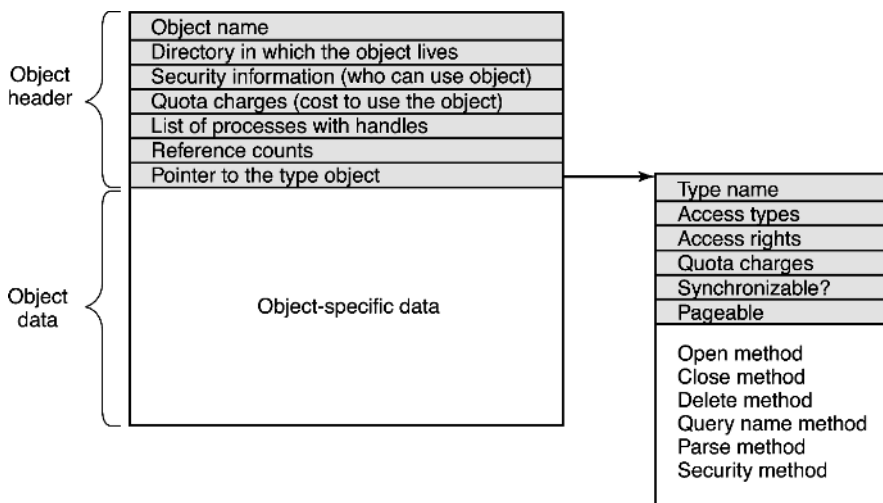 Object header
Object name
Directory in which the object lives
Security information (who can use object)
Quota charges (cost to use the object)
List of processes with handles
Reference counts
Pointer to the type object
Object data
Object-specific data
Type name
Access types
Access rights
Quota charges
Synchronizable?
Pageable
Open method
Close method
Delete method
Query name method
Parse method
Security method